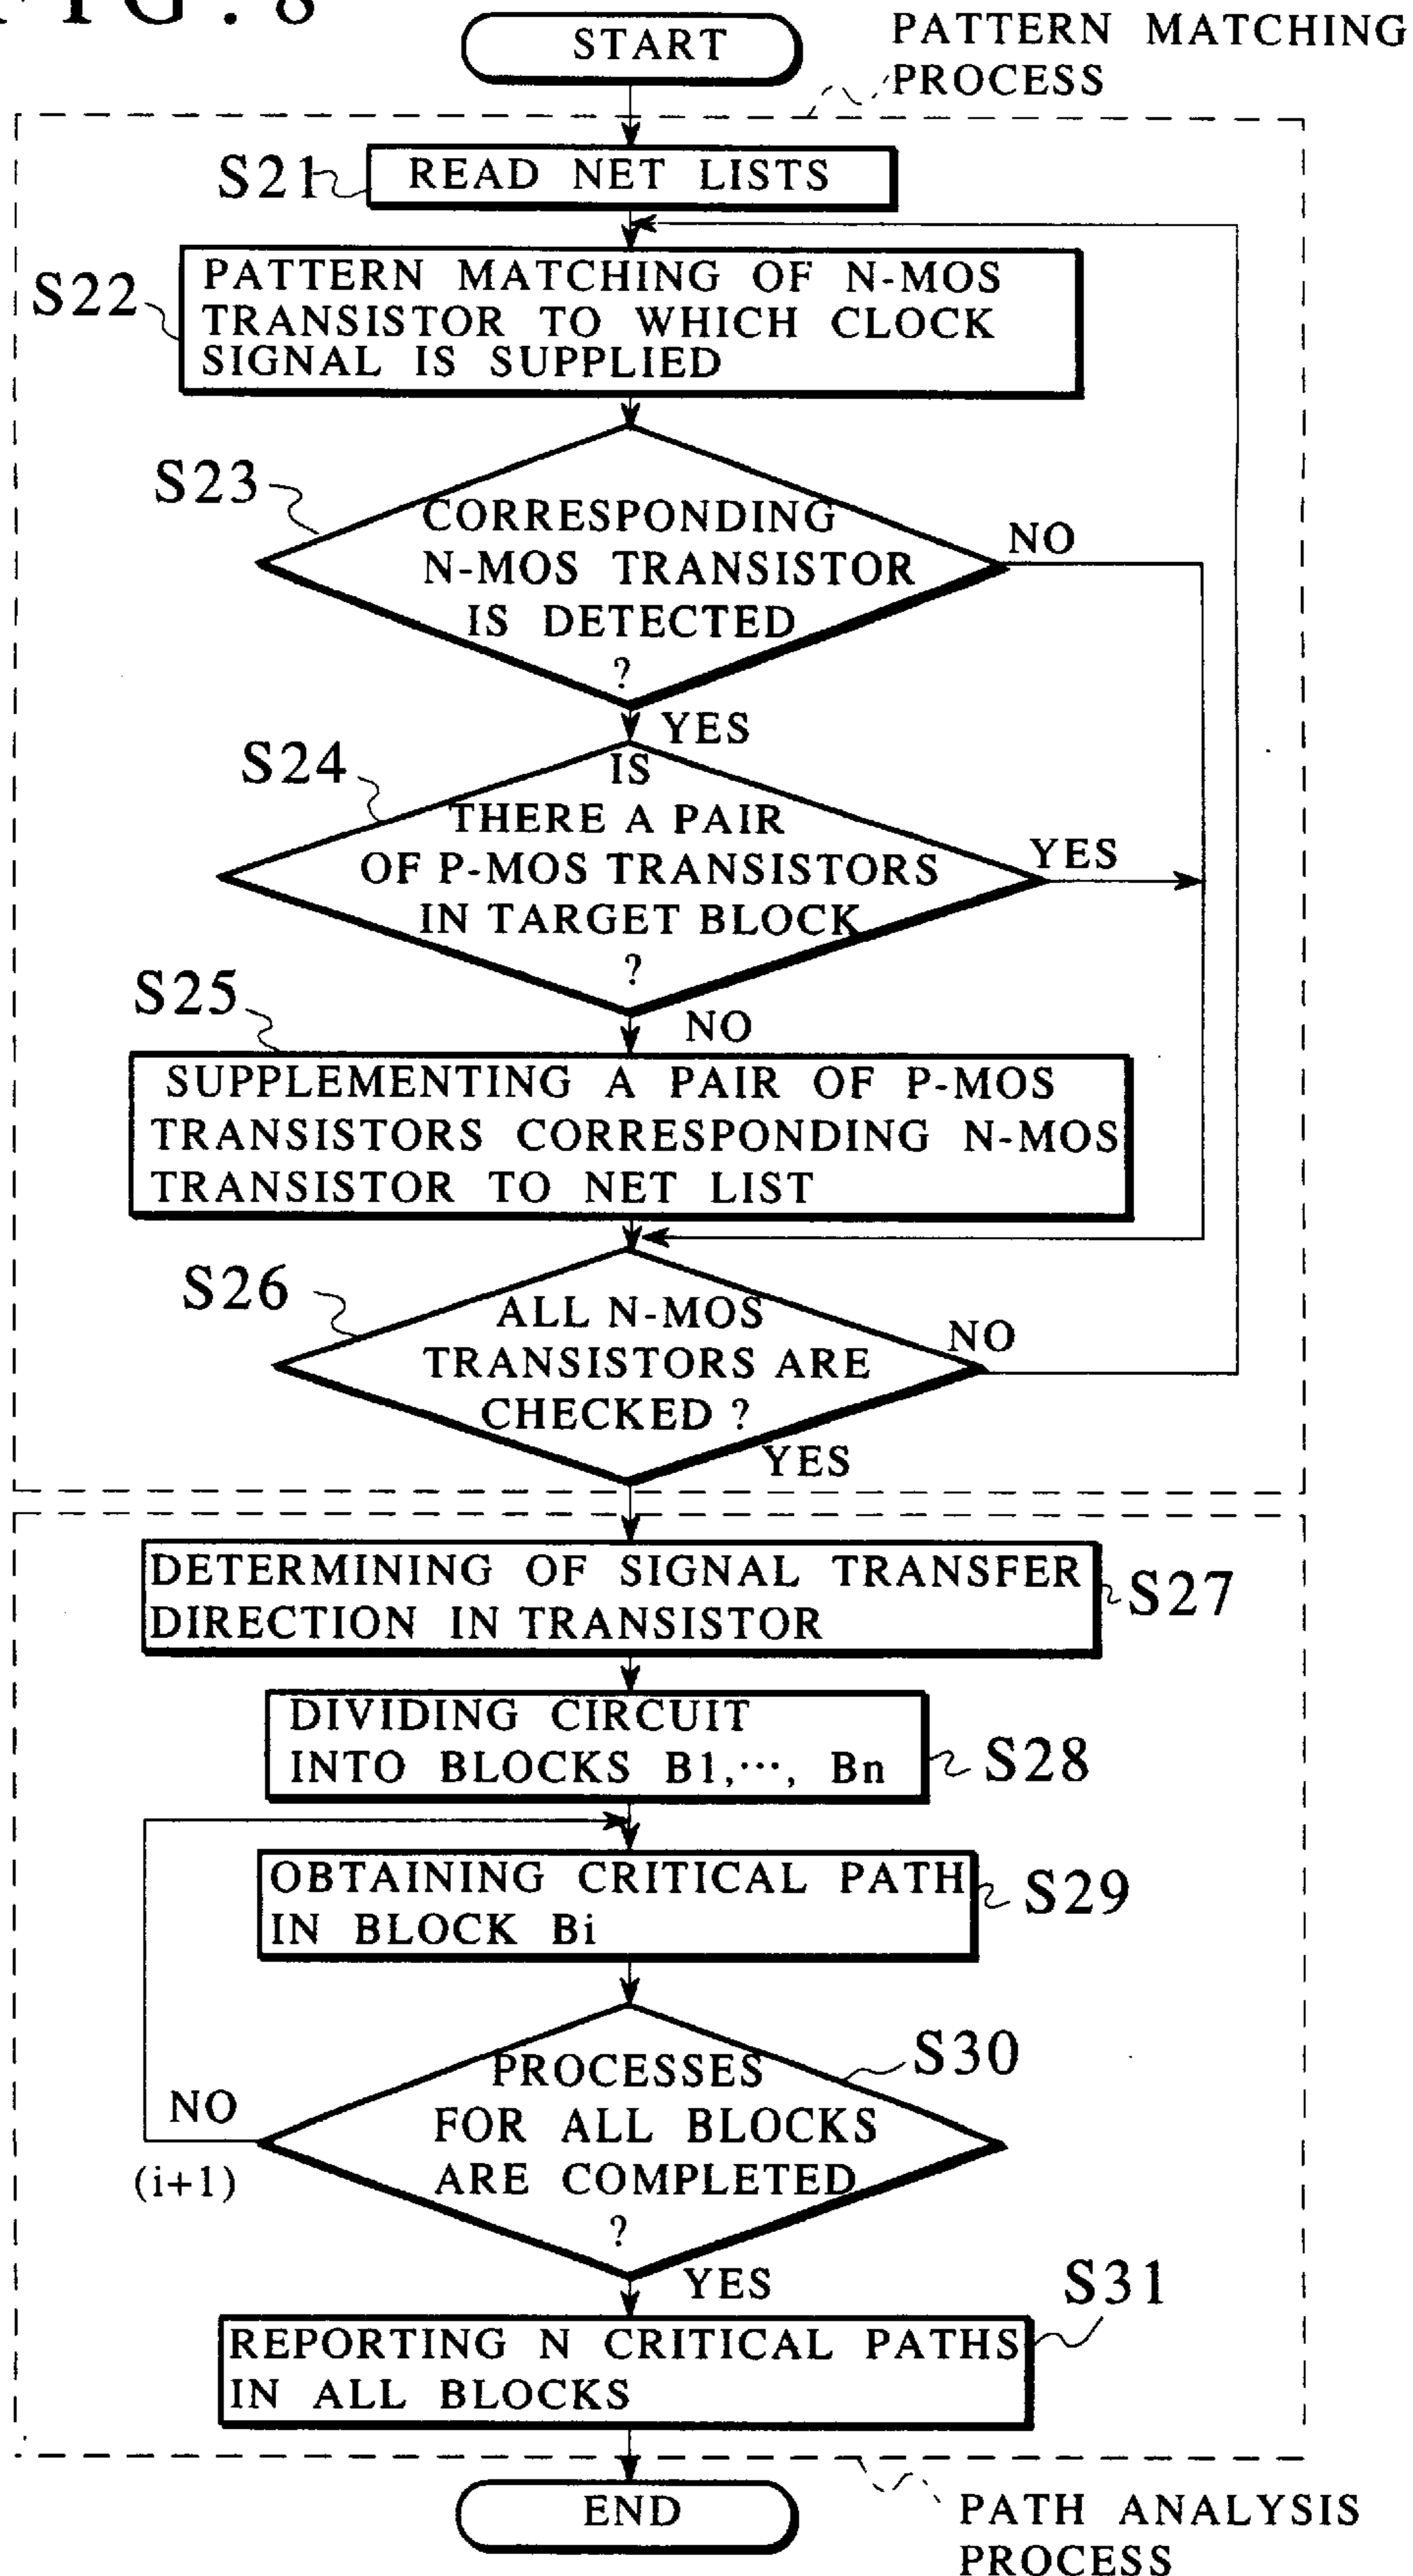 FIG. 8
START
PATTERN MATCHING
PROCESS
S21
READ NET LISTS
S22
PATTERN MATCHING OF N-MOS
TRANSISTOR TO WHICH CLOCK
SIGNAL IS SUPPLIED
S23
CORRESPONDING
N-MOS TRANSISTOR
IS DETECTED
?
NO
YES
S24
IS
THERE A PAIR
OF P-MOS TRANSISTORS
IN TARGET BLOCK
?
YES
NO
S25
SUPPLEMENTING A PAIR OF P-MOS
TRANSISTORS CORRESPONDING N-MOS
TRANSISTOR TO NET LIST
S26
ALL N-MOS
TRANSISTORS ARE
CHECKED ?
NO
YES
DETERMINING OF SIGNAL TRANSFER
DIRECTION IN TRANSISTOR
S27
DIVIDING CIRCUIT
INTO BLOCKS B1,···, Bn
S28
OBTAINING CRITICAL PATH
IN BLOCK Bi
S29
PROCESSES
FOR ALL BLOCKS
ARE COMPLETED
?
S30
NO
(i+1)
YES
S31
REPORTING N CRITICAL PATHS
IN ALL BLOCKS
END
PATH ANALYSIS
PROCESS